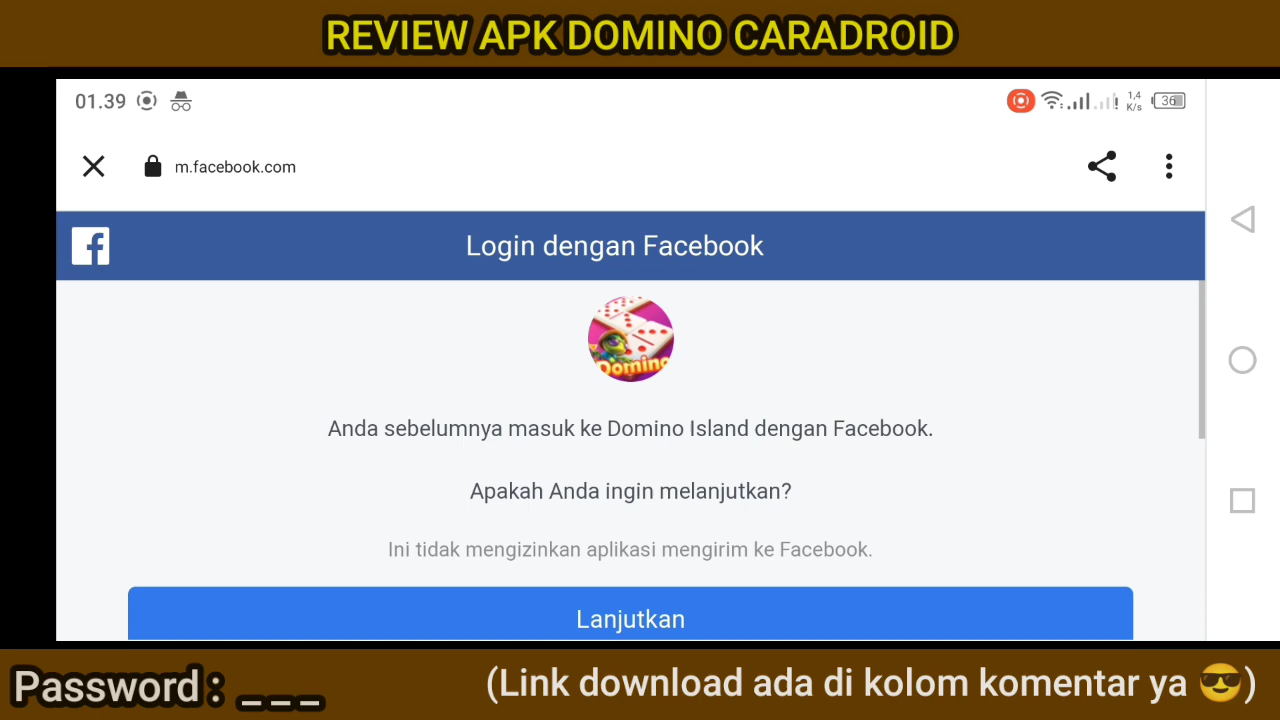 REVIEW APK DOMINO CARADROID
01.39
1,4
K/s
36
m.facebook.com
Login dengan Facebook
Domino
Anda sebelumnya masuk ke Domino Island dengan Facebook.
Apakah Anda ingin melanjutkan?
Ini tidak mengizinkan aplikasi mengirim ke Facebook.
Lanjutkan
Password : _ _ _
(Link download ada di kolom komentar ya 😎)